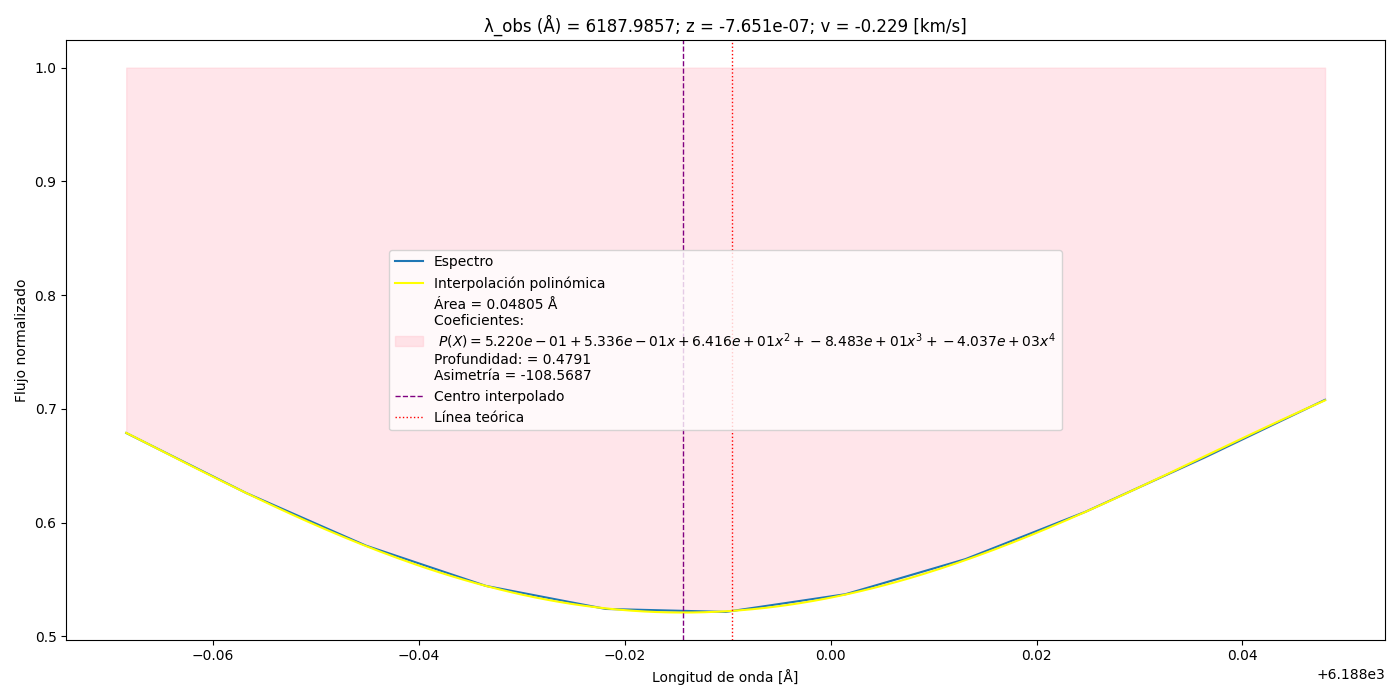 λ_obs (Å) = 6187.9857; z = -7.651e-07; v = -0.229 [km/s]
Flujo normalizado
1.0
0.9
0.8
0.7
0.6
0.5
Espectro
Interpolación polinómica
Área = 0.04805 Å
Coeficientes:
P(X) = 5.220e − 01 + 5.336e − 01x + 6.416e + 01x² + −8.483e + 01x³ + −4.037e + 03x⁴
Profundidad: = 0.4791
Asimetría = -108.5687
Centro interpolado
Línea teórica
−0.06 −0.04 −0.02 0.00 0.02 0.04
+6.188e3
Longitud de onda [Å]